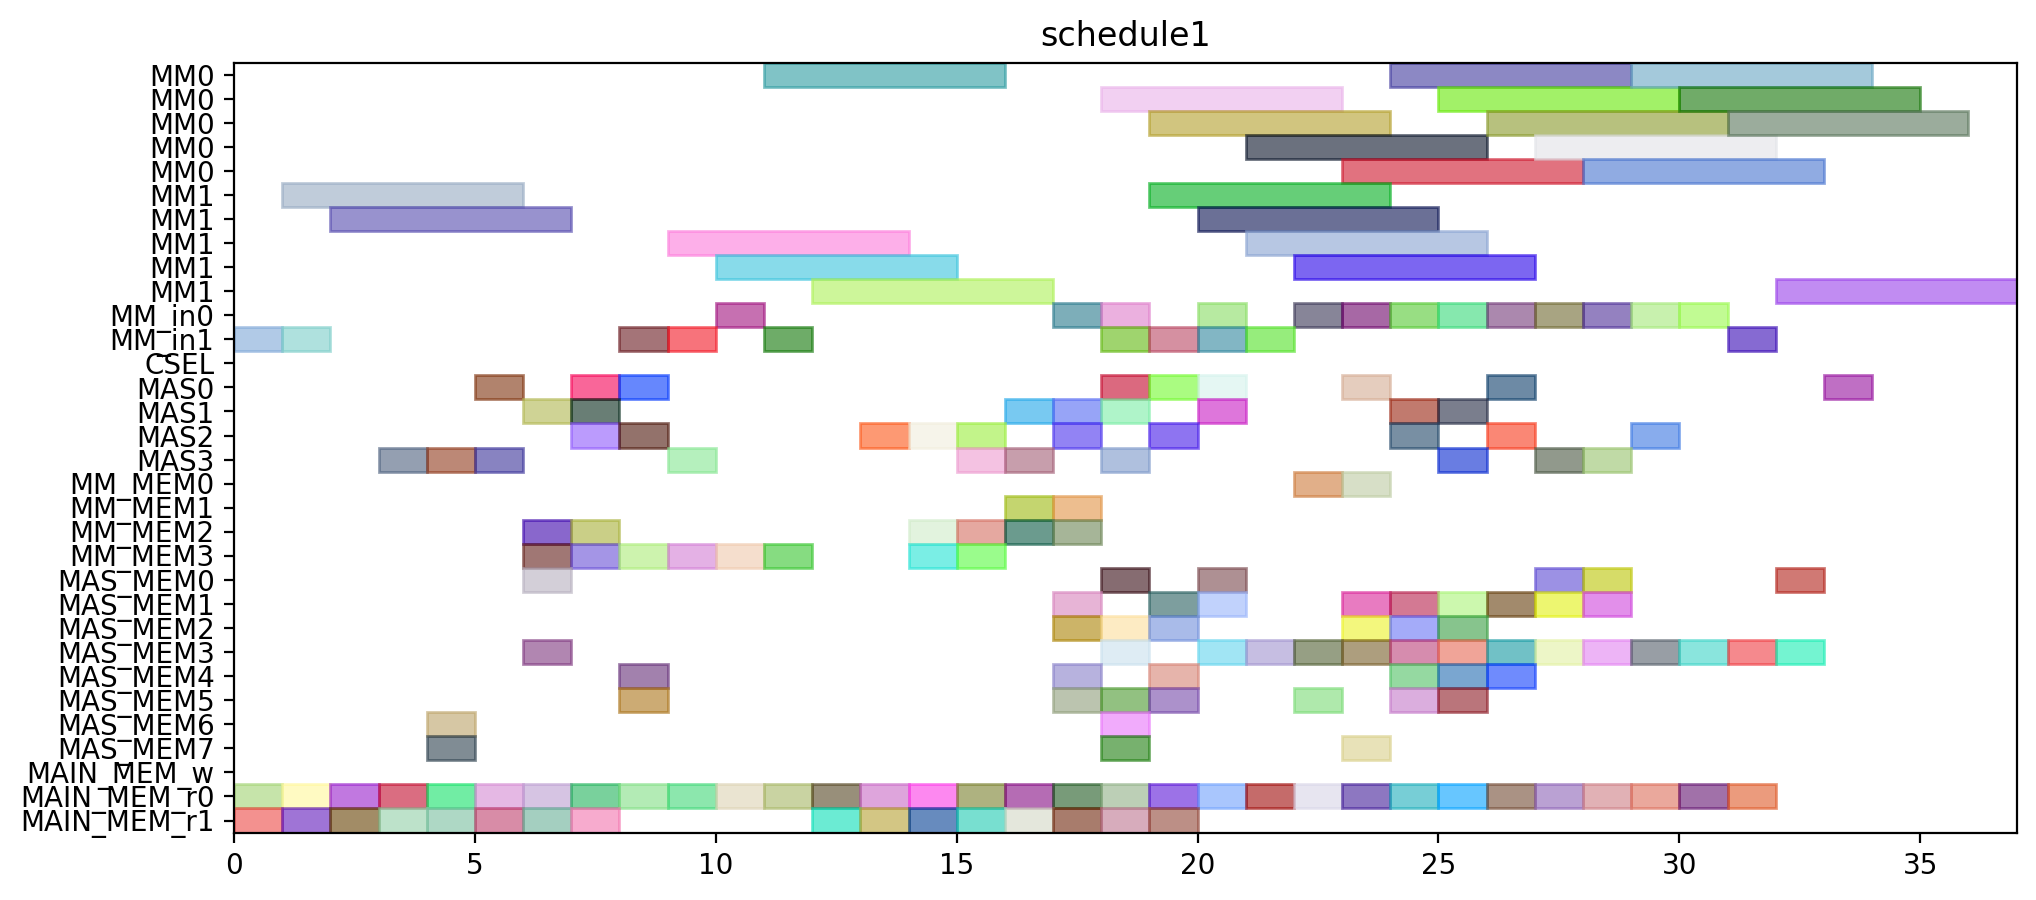 schedule1
MM0
MM0
MM0
MM0
MM0
MM1
MM1
MM1
MM1
MM1
MM_in0
MM_in1
CSEL
MAS0
MAS1
MAS2
MAS3
MM_MEM0
MM_MEM1
MM_MEM2
MM_MEM3
MAS_MEM0
MAS_MEM1
MAS_MEM2
MAS_MEM3
MAS_MEM4
MAS_MEM5
MAS_MEM6
MAS_MEM7
MAIN_MEM_w
MAIN_MEM_r0
MAIN_MEM_r1
0 5 10 15 20 25 30 35